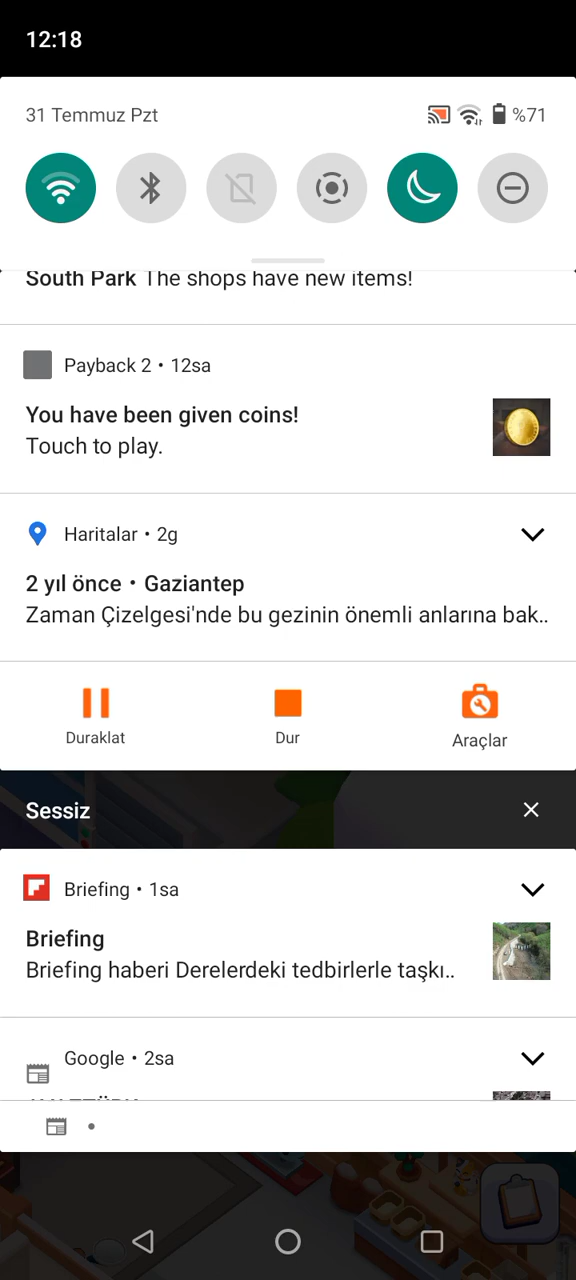 12:18
31 Temmuz Pzt
%71
South Park The shops have new items!
Payback 2 • 12sa
You have been given coins!
Touch to play.
Haritalar • 2g
2 yıl önce • Gaziantep
Zaman Çizelgesi'nde bu gezinin önemli anlarına bak..
Duraklat
Dur
Araçlar
Sessiz
Briefing • 1sa
Briefing
Briefing haberi Derelerdeki tedbirlerle taşkı..
Google • 2sa